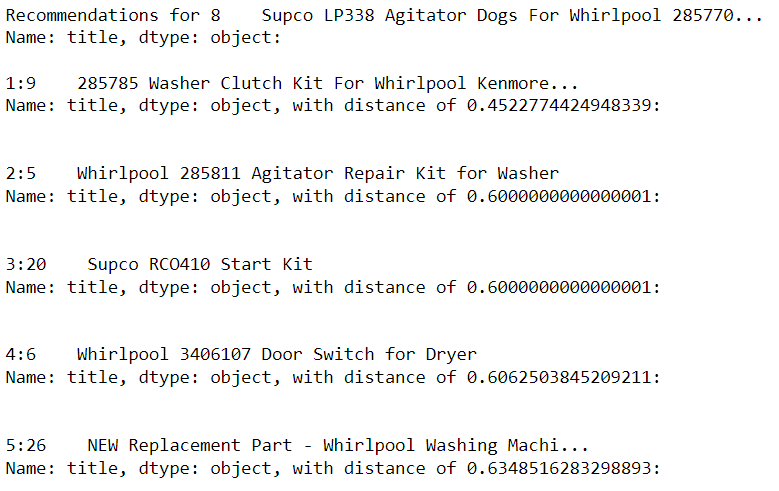 Recommendations for 8    Supco LP338 Agitator Dogs For Whirlpool 285770...
Name: title, dtype: object:
1:9    285785 Washer Clutch Kit For Whirlpool Kenmore...
Name: title, dtype: object, with distance of 0.4522774424948339:
2:5    Whirlpool 285811 Agitator Repair Kit for Washer
Name: title, dtype: object, with distance of 0.6000000000000001:
3:20    Supco RCO410 Start Kit
Name: title, dtype: object, with distance of 0.6000000000000001:
4:6    Whirlpool 3406107 Door Switch for Dryer
Name: title, dtype: object, with distance of 0.6062503845209211:
5:26    NEW Replacement Part - Whirlpool Washing Machi...
Name: title, dtype: object, with distance of 0.6348516283298893: